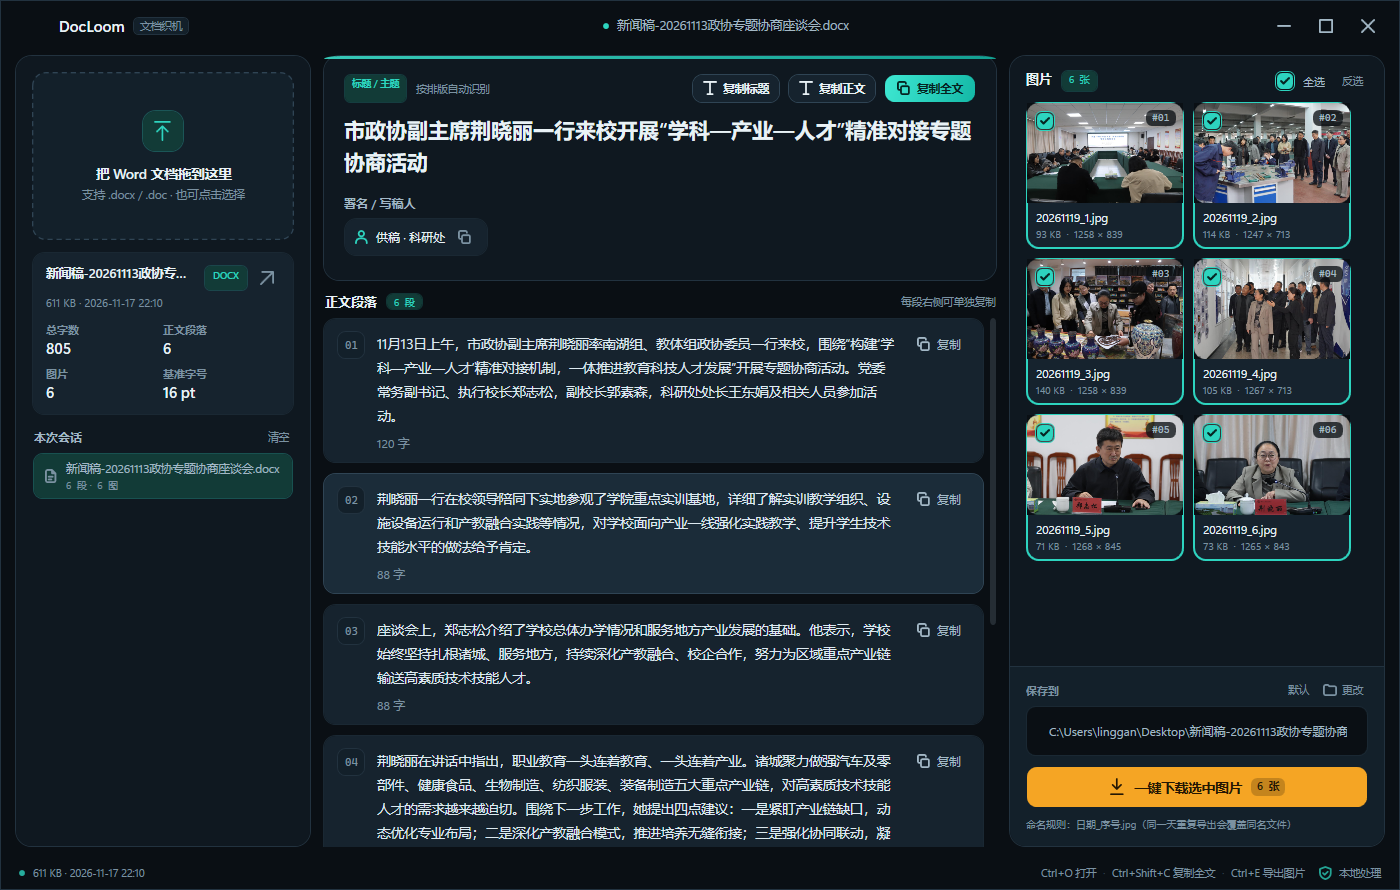 DocLoom 文档织机
新闻稿-20261113政协专题协商座谈会.docx
把 Word 文档拖到这里
支持 .docx / .doc · 也可点击选择
新闻稿-20261113政协专... DOCX
611 KB · 2026-11-17 22:10
总字数 正文段落
805 6
图片 基准字号
6 16 pt
本次会话 清空
新闻稿-20261113政协专题协商座谈会.docx
6 段 · 6 图
标题 / 主题 按排版自动识别 复制标题 复制正文 复制全文
市政协副主席荆晓丽一行来校开展“学科—产业—人才”精准对接专题
协商活动
署名 / 写稿人
供稿 · 科研处
正文段落 6 段 每段右侧可单独复制
01 11月13日上午，市政协副主席荆晓丽率南湖组、教体组政协委员一行来校，围绕“构建‘学 复制
科—产业—人才’精准对接机制，一体推进教育科技人才发展”开展专题协商活动。党委
常务副书记、执行校长郑志松，副校长郭素森，科研处处长王东娟及相关人员参加活
动。
120 字
02 荆晓丽一行在校领导陪同下实地参观了学院重点实训基地，详细了解实训教学组织、设 复制
施设备运行和产教融合实践等情况，对学校面向产业一线强化实践教学、提升学生技术
技能水平的做法给予肯定。
88 字
03 座谈会上，郑志松介绍了学校总体办学情况和服务地方产业发展的基础。他表示，学校 复制
始终坚持扎根诸城、服务地方，持续深化产教融合、校企合作，努力为区域重点产业链
输送高素质技术技能人才。
88 字
04 荆晓丽在讲话中指出，职业教育一头连着教育、一头连着产业。诸城聚力做强汽车及零 复制
部件、健康食品、生物制造、纺织服装、装备制造五大重点产业链，对高素质技术技能
人才的需求越来越迫切。围绕下一步工作，她提出四点建议：一是紧盯产业链缺口，动
态优化专业布局；二是深化产教融合模式，推进培养无缝衔接；三是强化协同联动，凝
图片 6 张 全选 反选
#01 #02
20261119_1.jpg 20261119_2.jpg
93 KB · 1258 × 839 114 KB · 1247 × 713
#03 #04
20261119_3.jpg 20261119_4.jpg
140 KB · 1258 × 839 105 KB · 1267 × 713
#05 #06
20261119_5.jpg 20261119_6.jpg
71 KB · 1268 × 845 73 KB · 1265 × 843
保存到 默认 更改
C:\Users\linggan\Desktop\新闻稿-20261113政协专题协商
一键下载选中图片 6 张
命名规则：日期_序号.jpg（同一天重复导出会覆盖同名文件）
611 KB · 2026-11-17 22:10 Ctrl+O 打开 · Ctrl+Shift+C 复制全文 · Ctrl+E 导出图片 本地处理